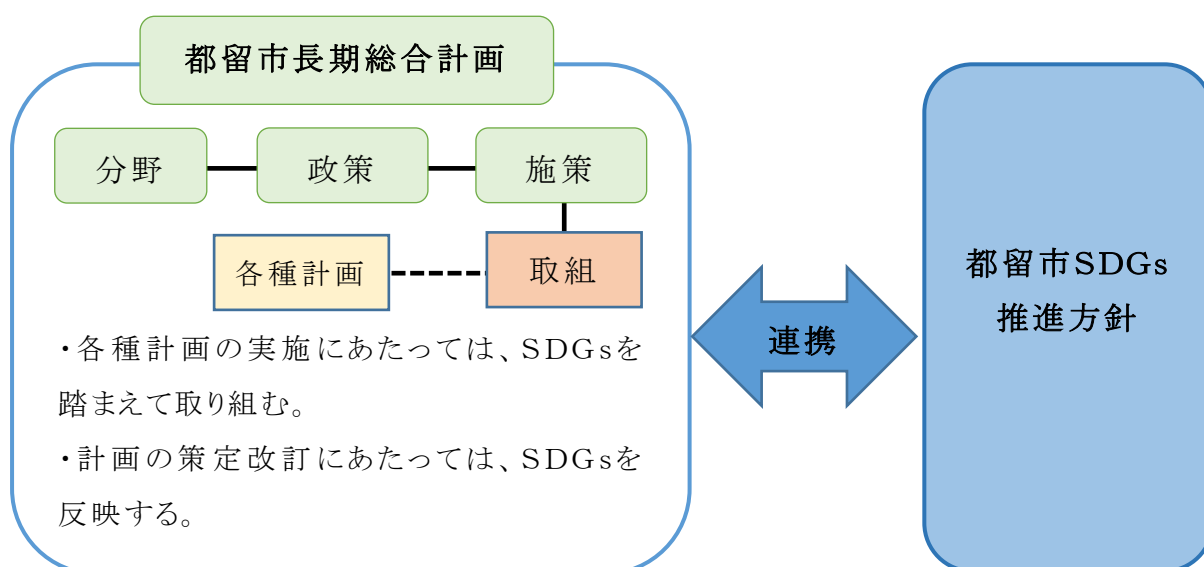 都留市長期総合計画
分野
政策
施策
各種計画
取組
・各種計画の実施にあたっては、SDGsを
踏まえて取り組む。
・計画の策定改訂にあたっては、SDGsを
反映する。
連携
都留市SDGs
推進方針